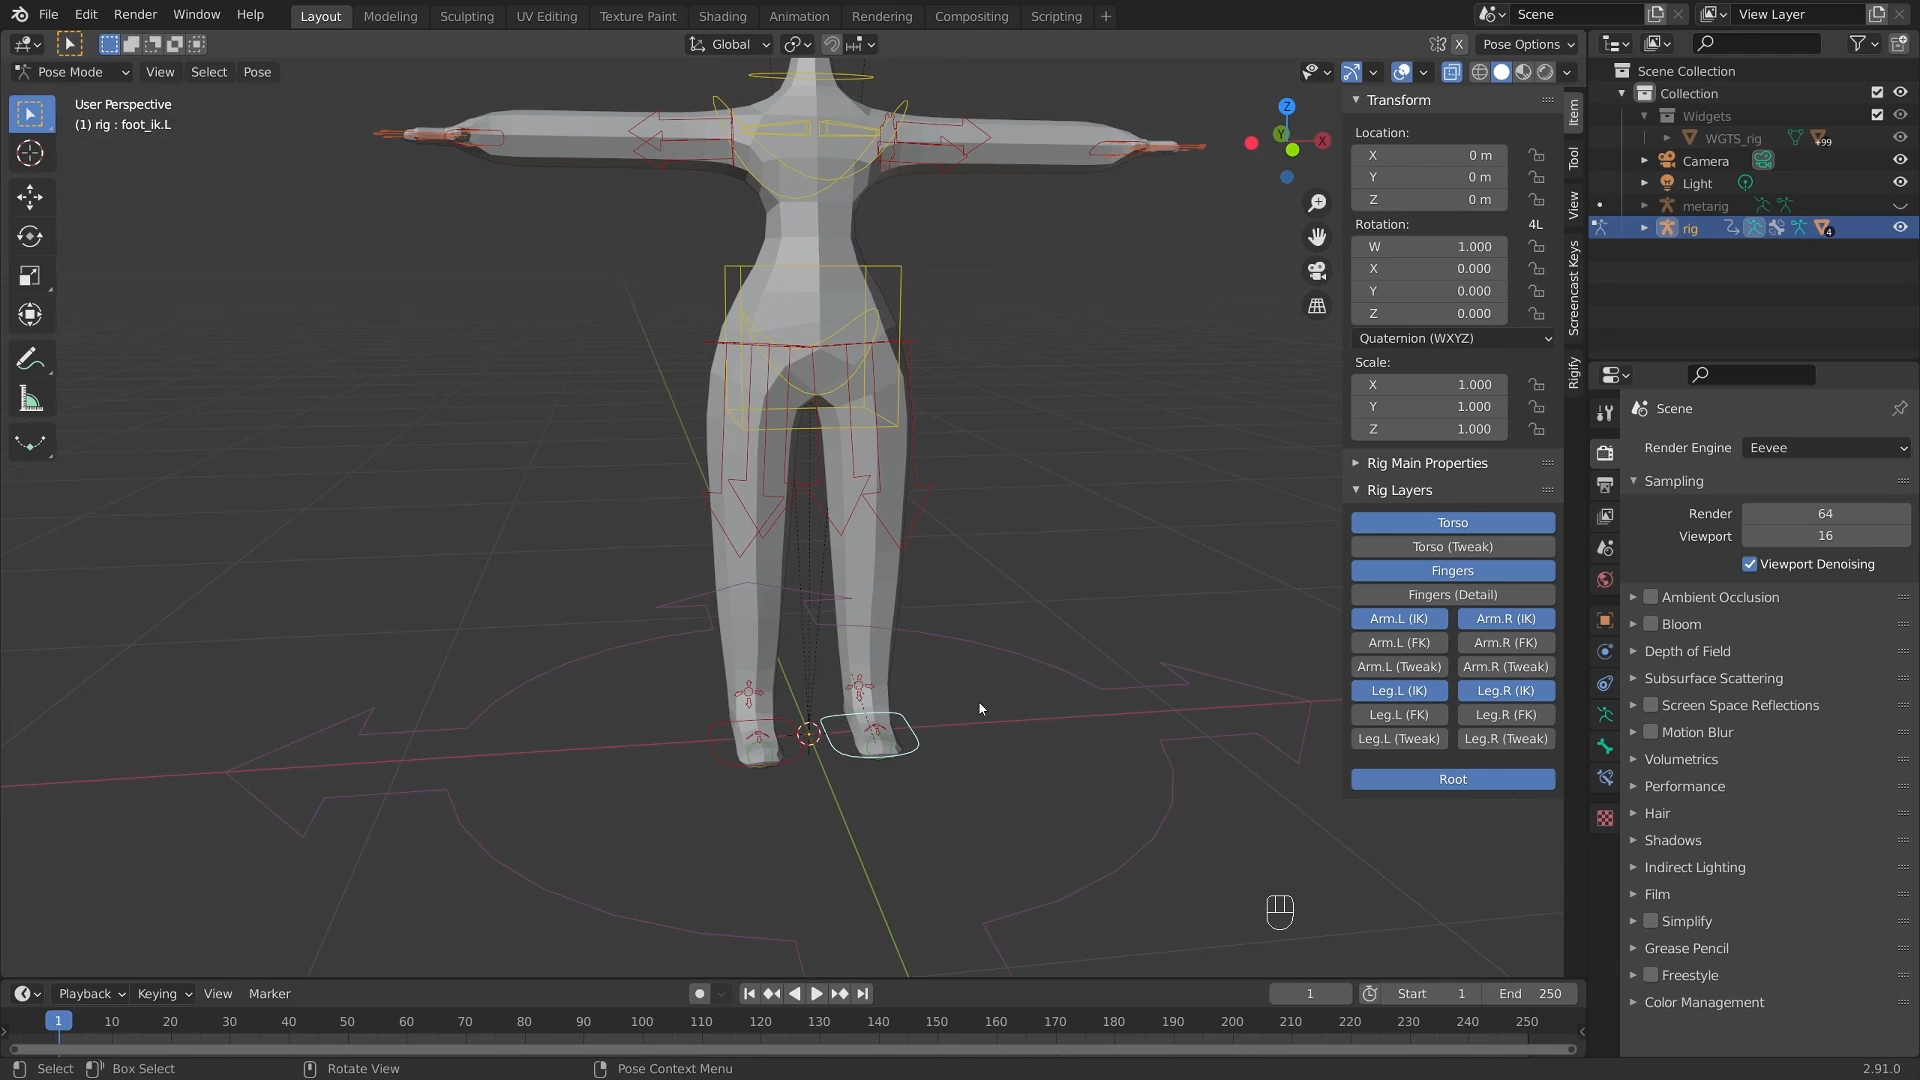 File Edit Render Window Help Layout Modeling Sculpting UV Editing Texture Paint Shading Animation Rendering Compositing Scripting + Scene View Layer
Global X Pose Options
Pose Mode View Select Pose
User Perspective
(1) rig : foot_ik.L
Z
Y
X
Transform
Location:
X 0 m
Y 0 m
Z 0 m
Rotation: 4L
W 1.000
X 0.000
Y 0.000
Z 0.000
Quaternion (WXYZ)
Scale:
X 1.000
Y 1.000
Z 1.000
Rig Main Properties
Rig Layers
Torso
Torso (Tweak)
Fingers
Fingers (Detail)
Arm.L (IK) Arm.R (IK)
Arm.L (FK) Arm.R (FK)
Arm.L (Tweak) Arm.R (Tweak)
Leg.L (IK) Leg.R (IK)
Leg.L (FK) Leg.R (FK)
Leg.L (Tweak) Leg.R (Tweak)
Root
Item
Tool
View
Screencast Keys
Rigify
Scene Collection
Collection
Widgets
WGTS_rig +99
Camera
Light
metarig
rig 4
Scene
Render Engine Eevee
Sampling
Render 64
Viewport 16
Viewport Denoising
Ambient Occlusion
Bloom
Depth of Field
Subsurface Scattering
Screen Space Reflections
Motion Blur
Volumetrics
Performance
Hair
Shadows
Indirect Lighting
Film
Simplify
Grease Pencil
Freestyle
Color Management
Playback Keying View Marker 1 Start 1 End 250
1 10 20 30 40 50 60 70 80 90 100 110 120 130 140 150 160 170 180 190 200 210 220 230 240 250
Select Box Select Rotate View Pose Context Menu 2.91.0